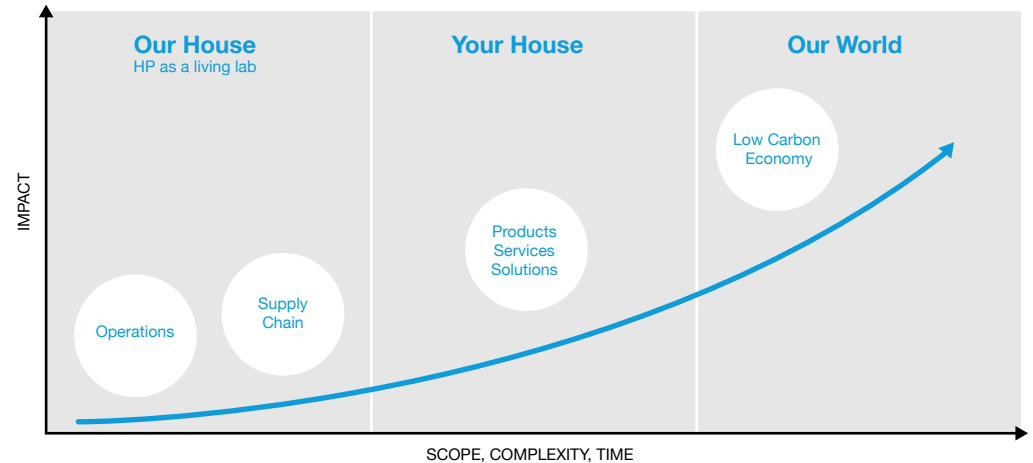 Our House
HP as a living lab
Your House
Our World
Low Carbon
Economy
Products
Services
Solutions
Supply
Chain
Operations
IMPACT
SCOPE, COMPLEXITY, TIME